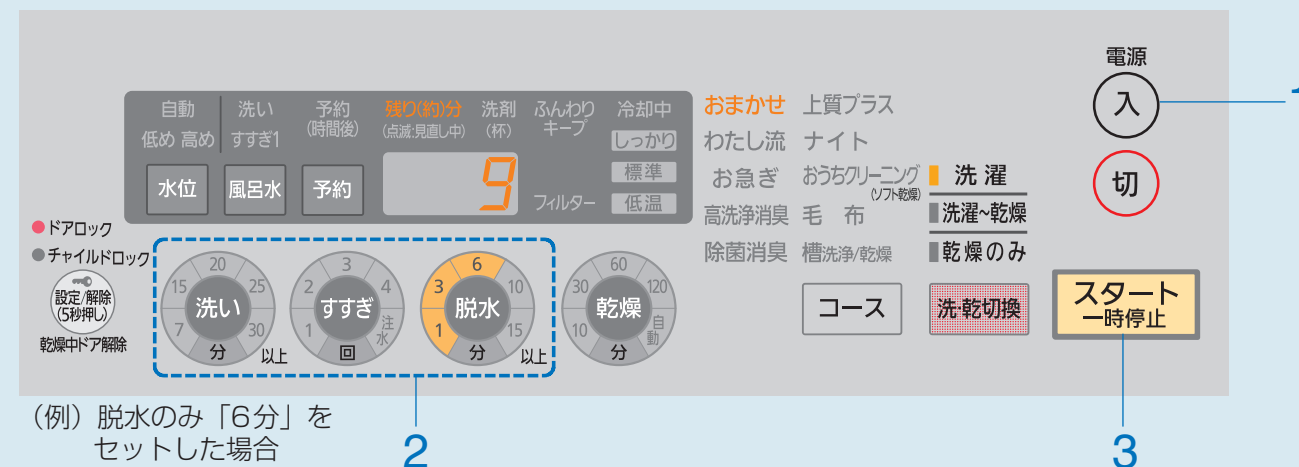 電源
入
切
自動
低め 高め
洗い
すすぎ1
予約
(時間後)
残り(約)分
(点滅:見直し中)
洗剤
(杯)
ふんわり
キープ
冷却中
しっかり
標準
低温
フィルター
水位
風呂水
予約
9
おまかせ
わたし流
お急ぎ
高洗浄消臭
除菌消臭
上質プラス
ナイト
おうちクリーニング
(ソフト乾燥)
毛 布
槽洗浄/乾燥
洗 濯
洗濯~乾燥
乾燥のみ
ドアロック
チャイルドロック
設定/解除
(5秒押し)
乾燥中ドア解除
7 15 20 25 30
洗い
分
以上
1 2 3 4 注水
すすぎ
回
1 3 6 10 15
脱水
分
以上
10 30 60 120 自動
乾燥
分
コース
洗・乾切換
スタート
一時停止
(例)脱水のみ「6分」を
セットした場合
2
3